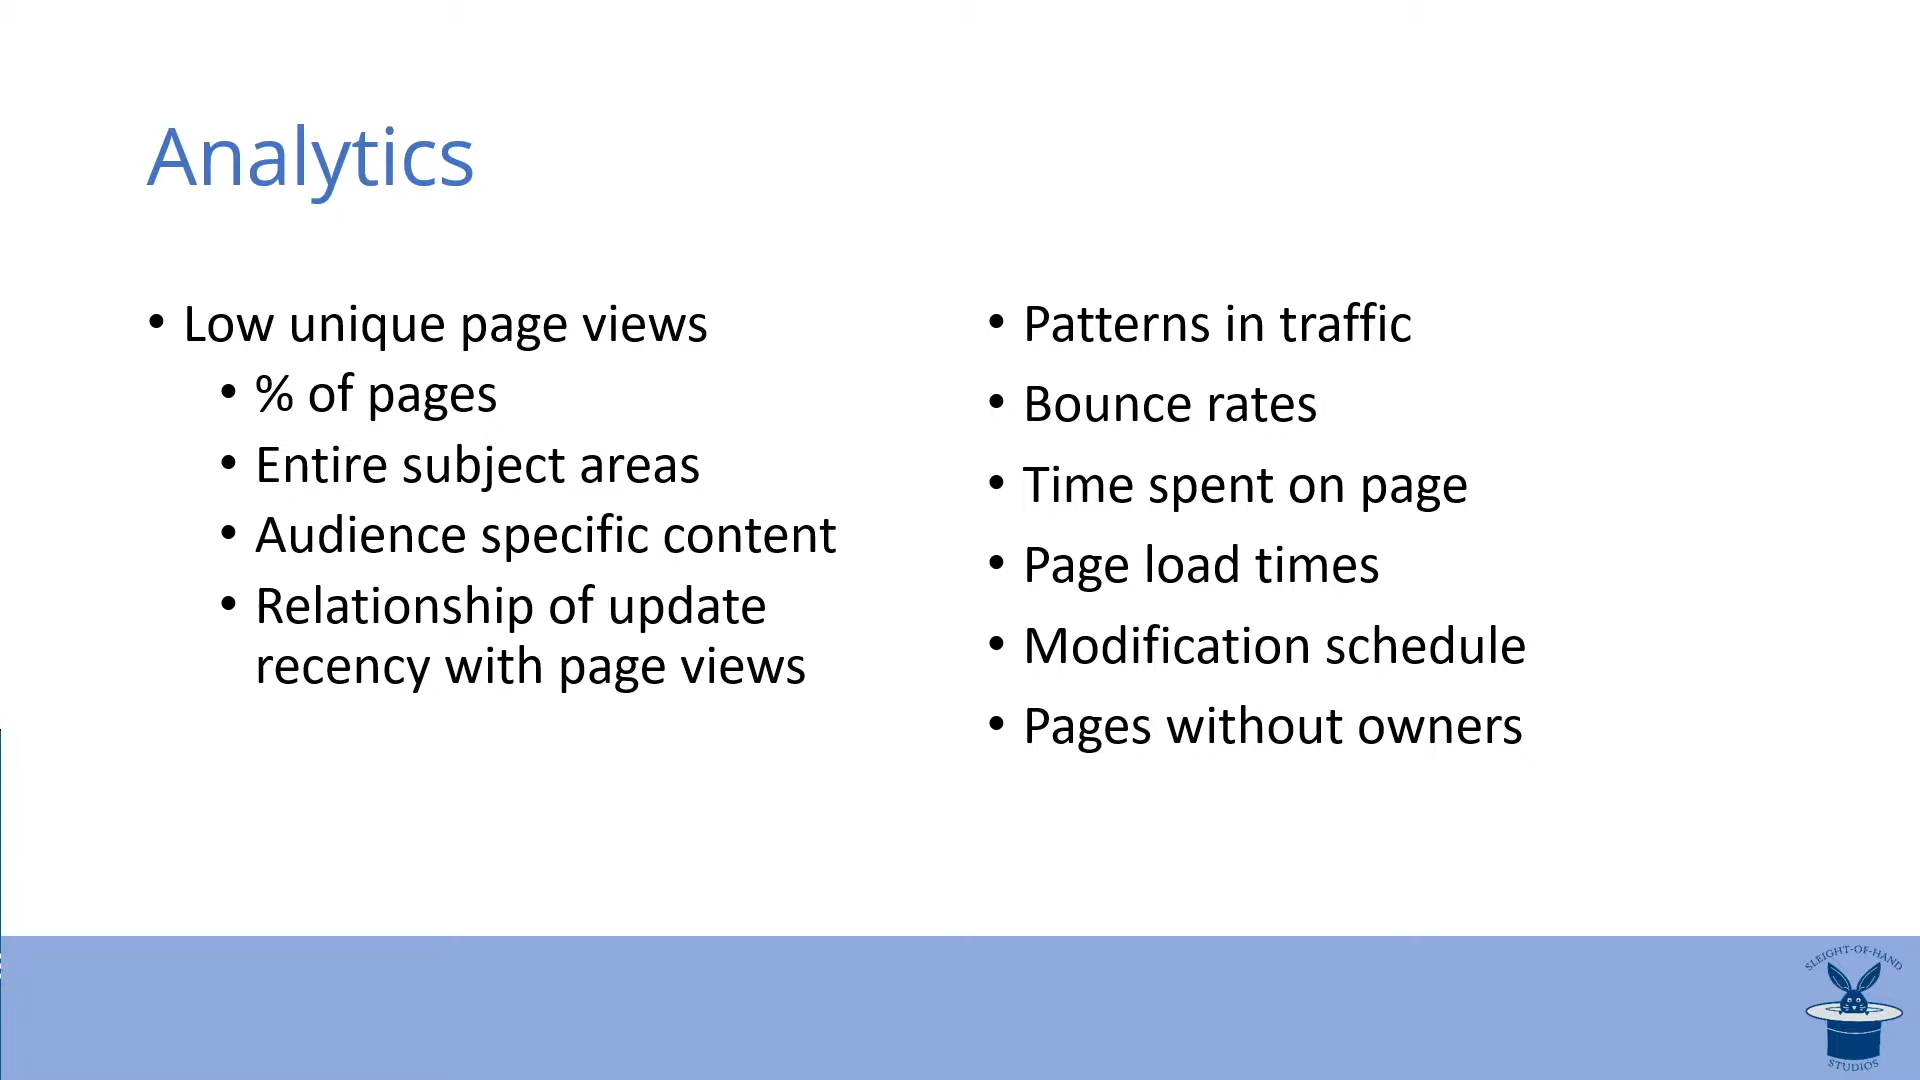 Analytics
• Low unique page views
• % of pages
• Entire subject areas
• Audience specific content
• Relationship of update
recency with page views
• Patterns in traffic
• Bounce rates
• Time spent on page
• Page load times
• Modification schedule
• Pages without owners
SLEIGHT-OF-HAND
STUDIOS